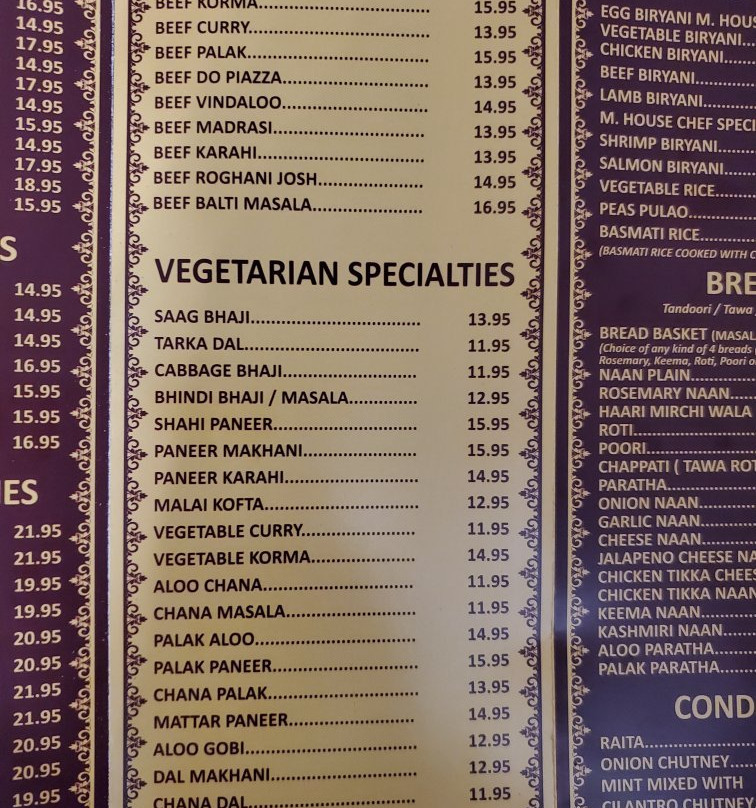 16.95
14.95
17.95
14.95
17.95
14.95
15.95
14.95
17.95
18.95
15.95
S
14.95
14.95
14.95
16.95
15.95
15.95
16.95
IES
21.95
21.95
19.95
19.95
20.95
20.95
21.95
21.95
20.95
20.95
19.95
BEEF KORMA 15.95
BEEF CURRY 13.95
BEEF PALAK 15.95
BEEF DO PIAZZA 13.95
BEEF VINDALOO 14.95
BEEF MADRASI 13.95
BEEF KARAHI 13.95
BEEF ROGHANI JOSH 14.95
BEEF BALTI MASALA 16.95
VEGETARIAN SPECIALTIES
SAAG BHAJI 13.95
TARKA DAL 11.95
CABBAGE BHAJI 11.95
BHINDI BHAJI / MASALA 12.95
SHAHI PANEER 15.95
PANEER MAKHANI 15.95
PANEER KARAHI 14.95
MALAI KOFTA 12.95
VEGETABLE CURRY 11.95
VEGETABLE KORMA 14.95
ALOO CHANA 11.95
CHANA MASALA 11.95
PALAK ALOO 14.95
PALAK PANEER 15.95
CHANA PALAK 13.95
MATTAR PANEER 14.95
ALOO GOBI 12.95
DAL MAKHANI 12.95
CHANA DAL 11.95
EGG BIRYANI M. HOUS
VEGETABLE BIRYANI
CHICKEN BIRYANI
BEEF BIRYANI
LAMB BIRYANI
M. HOUSE CHEF SPECI
SHRIMP BIRYANI
SALMON BIRYANI
VEGETABLE RICE
PEAS PULAO
BASMATI RICE
(BASMATI RICE COOKED WITH C
BRE
Tandoori / Tawa
BREAD BASKET (MASAL
(Choice of any kind of 4 breads
Rosemary, Keema, Roti, Poori o
NAAN PLAIN
ROSEMARY NAAN
HAARI MIRCHI WALA
ROTI
POORI
CHAPPATI ( TAWA ROT
PARATHA
ONION NAAN
GARLIC NAAN
CHEESE NAAN
JALAPENO CHEESE NA
CHICKEN TIKKA CHEES
CHICKEN TIKKA NAAN
KEEMA NAAN
KASHMIRI NAAN
ALOO PARATHA
PALAK PARATHA
COND
RAITA
ONION CHUTNEY
MINT MIXED WITH
CILANTRO CHUTNE